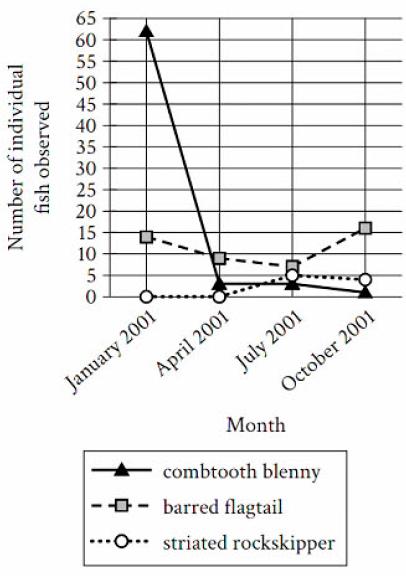 Number of individual
fish observed
65
60
55
50
45
40
35
30
25
20
15
10
5
0
January 2001
April 2001
July 2001
October 2001
Month
combtooth blenny
barred flagtail
striated rockskipper